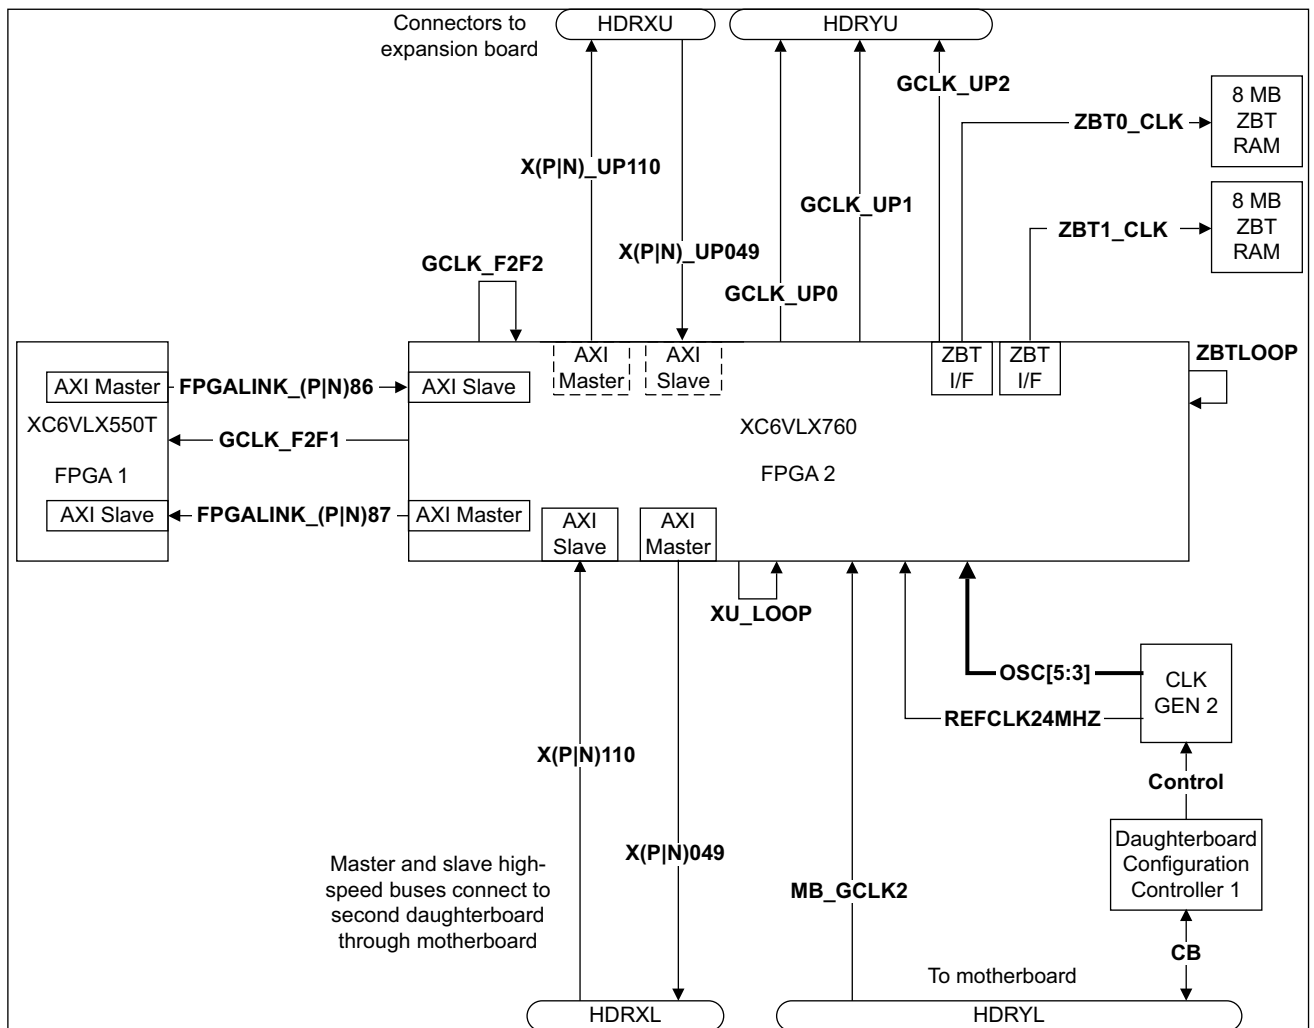 Connectors to
expansion board
HDRXU
HDRYU
GCLK_UP2
8 MB
ZBT
RAM
ZBT0_CLK
X(P|N)_UP110
GCLK_UP1
8 MB
ZBT
RAM
ZBT1_CLK
X(P|N)_UP049
GCLK_F2F2
GCLK_UP0
AXI
Master
AXI
Slave
ZBT
I/F
ZBT
I/F
ZBTLOOP
AXI Master
FPGALINK_(P|N)86
AXI Slave
XC6VLX550T
GCLK_F2F1
XC6VLX760
FPGA 1
FPGA 2
AXI Slave
FPGALINK_(P|N)87
AXI Master
AXI
Slave
AXI
Master
XU_LOOP
OSC[5:3]
CLK
GEN 2
REFCLK24MHZ
X(P|N)110
Control
X(P|N)049
Daughterboard
Configuration
Controller 1
Master and slave high-
speed buses connect to
second daughterboard
through motherboard
MB_GCLK2
CB
To motherboard
HDRXL
HDRYL